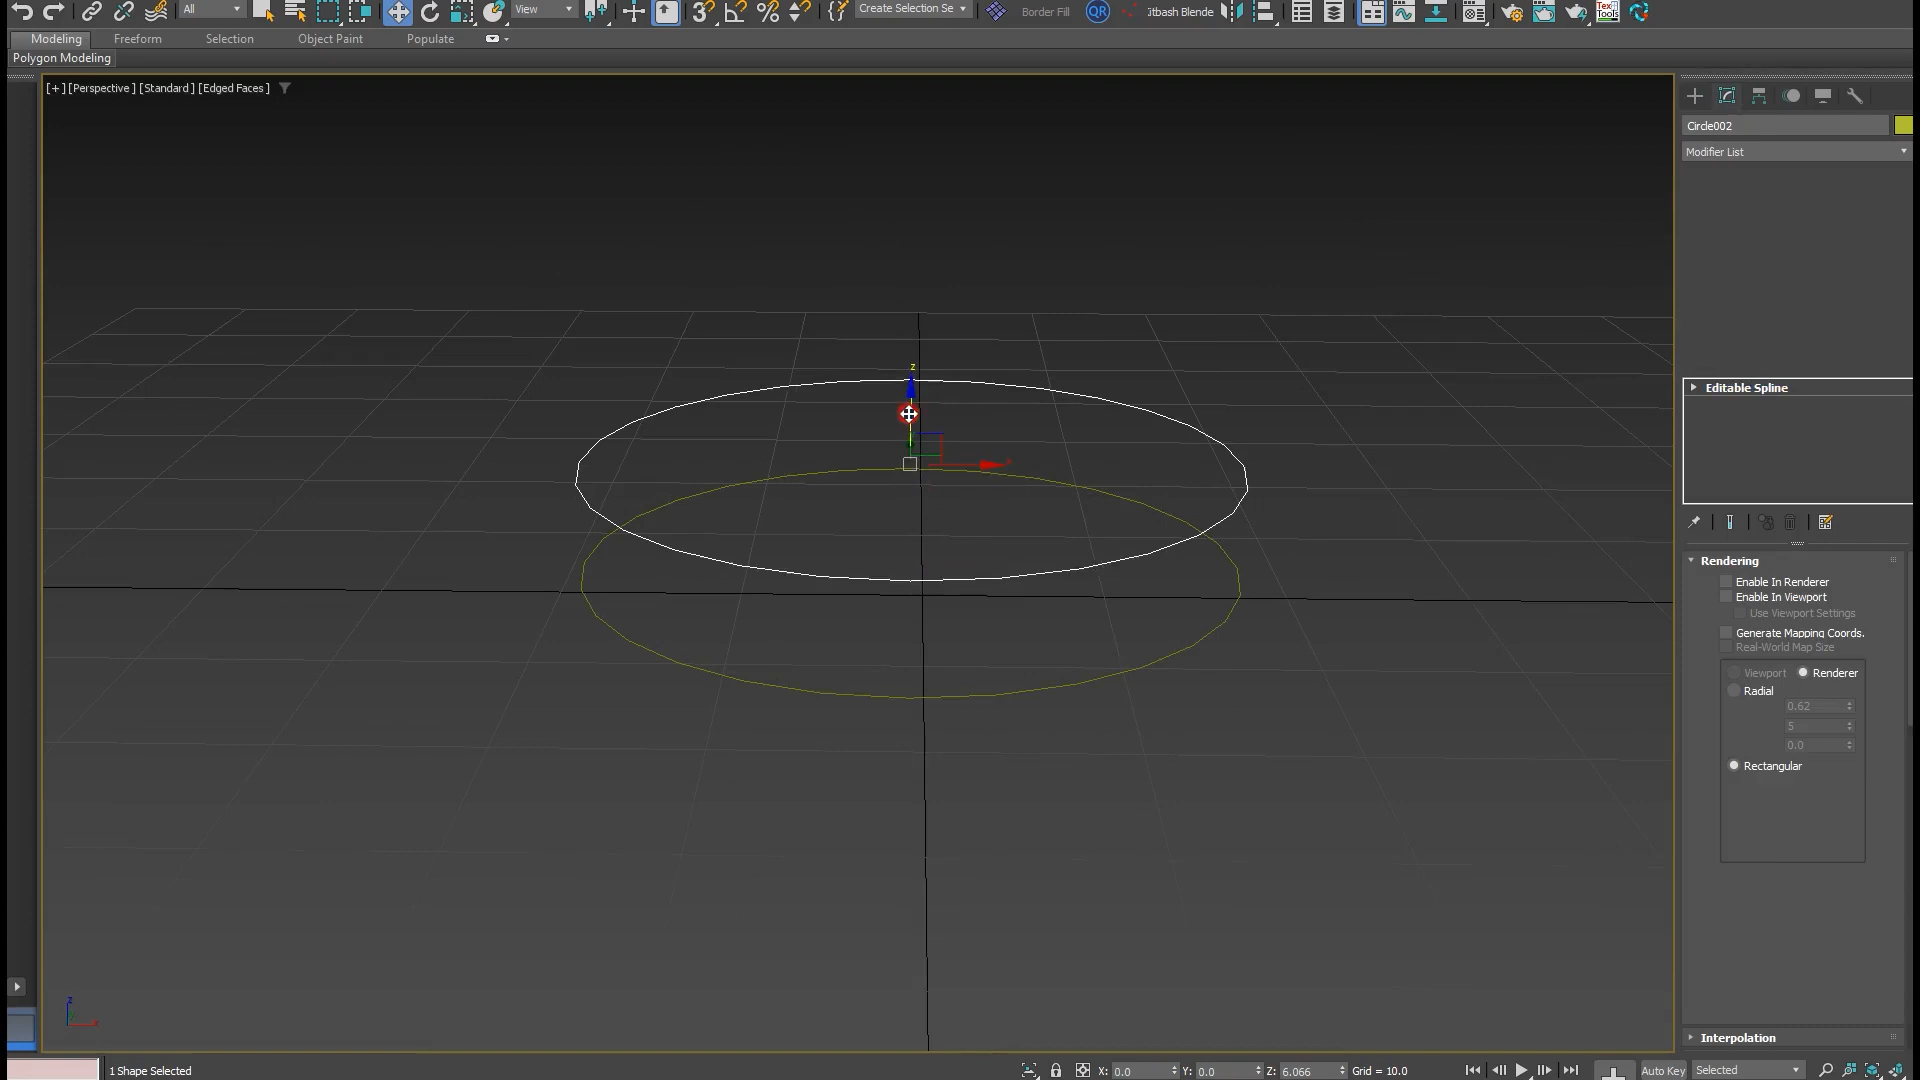 All
View
Create Selection Se
Border Fill
QR
itbash Blende
Tex
Tools
Modeling
Freeform
Selection
Object Paint
Populate
Polygon Modeling
[+] [Perspective] [Standard] [Edged Faces]
Circle002
Modifier List
z
Editable Spline
Rendering
Enable In Renderer
Enable In Viewport
Use Viewport Settings
Generate Mapping Coords.
Real-World Map Size
Viewport
Renderer
Radial
0.62
5
0.0
Rectangular
z
Interpolation
1 Shape Selected
X: 0.0
Y: 0.0
Z: 6.066
Grid = 10.0
Auto Key
Selected